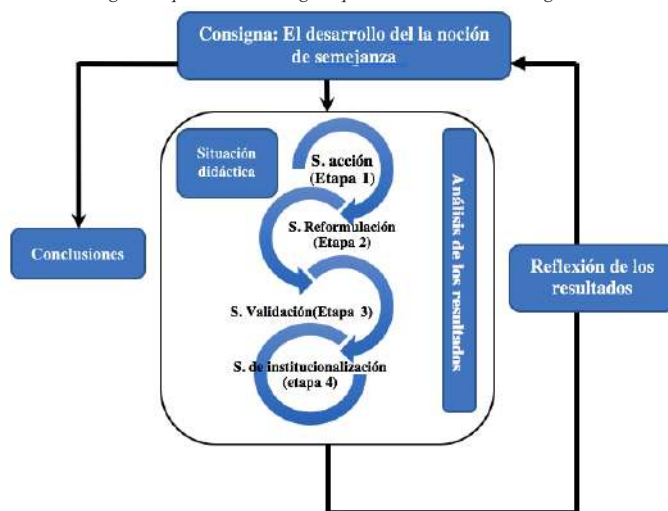 Consigna: El desarrollo del la noción
de semejanza
Situación
didáctica
S. acción
(Etapa 1)
S. Reformulación
(Etapa 2)
S. Validación(Etapa 3)
S. de institucionalización
(etapa 4)
Análisis de los resultados
Conclusiones
Reflexión de los
resultados